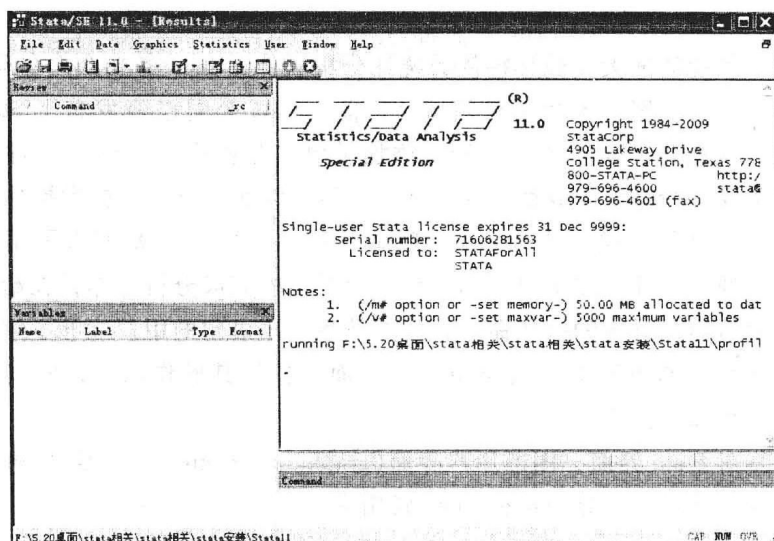 Stata/SE 11.0 - [Results]
File Edit Data Graphics Statistics User Window Help
Review
Command _rc
Variables
Name Label Type Format
STATA (R)
11.0 Copyright 1984-2009
Statistics/Data Analysis StataCorp
4905 Lakeway Drive
Special Edition College Station, Texas 778
800-STATA-PC http:/
979-696-4600 stata@
979-696-4601 (fax)
Single-user Stata license expires 31 Dec 9999:
Serial number: 71606281563
Licensed to: STATAForAll
STATA
Notes:
1. (/m# option or -set memory-) 50.00 MB allocated to dat
2. (/v# option or -set maxvar-) 5000 maximum variables
running F:\5.20桌面\stata相关\stata相关\stata安装\Stata11\profil
.
Command
F:\5.20桌面\stata相关\stata相关\stata安装\Stata11 CAP NUM OVR